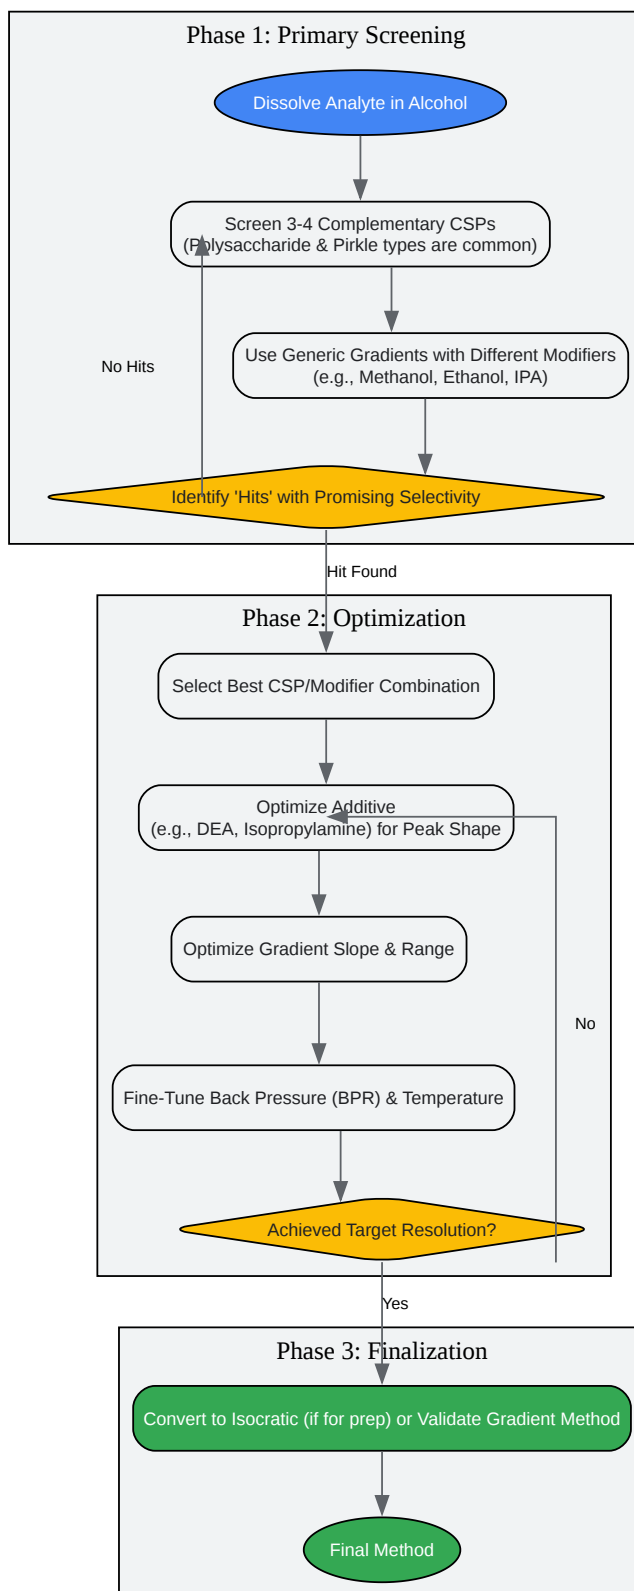 Phase 1: Primary Screening
Dissolve Analyte in Alcohol
Screen 3-4 Complementary CSPs
(Polysaccharide & Pirkle types are common)
Use Generic Gradients with Different Modifiers
(e.g., Methanol, Ethanol, IPA)
No Hits
Identify 'Hits' with Promising Selectivity
Hit Found
Phase 2: Optimization
Select Best CSP/Modifier Combination
Optimize Additive
(e.g., DEA, Isopropylamine) for Peak Shape
Optimize Gradient Slope & Range
No
Fine-Tune Back Pressure (BPR) & Temperature
Achieved Target Resolution?
Yes
Phase 3: Finalization
Convert to Isocratic (if for prep) or Validate Gradient Method
Final Method